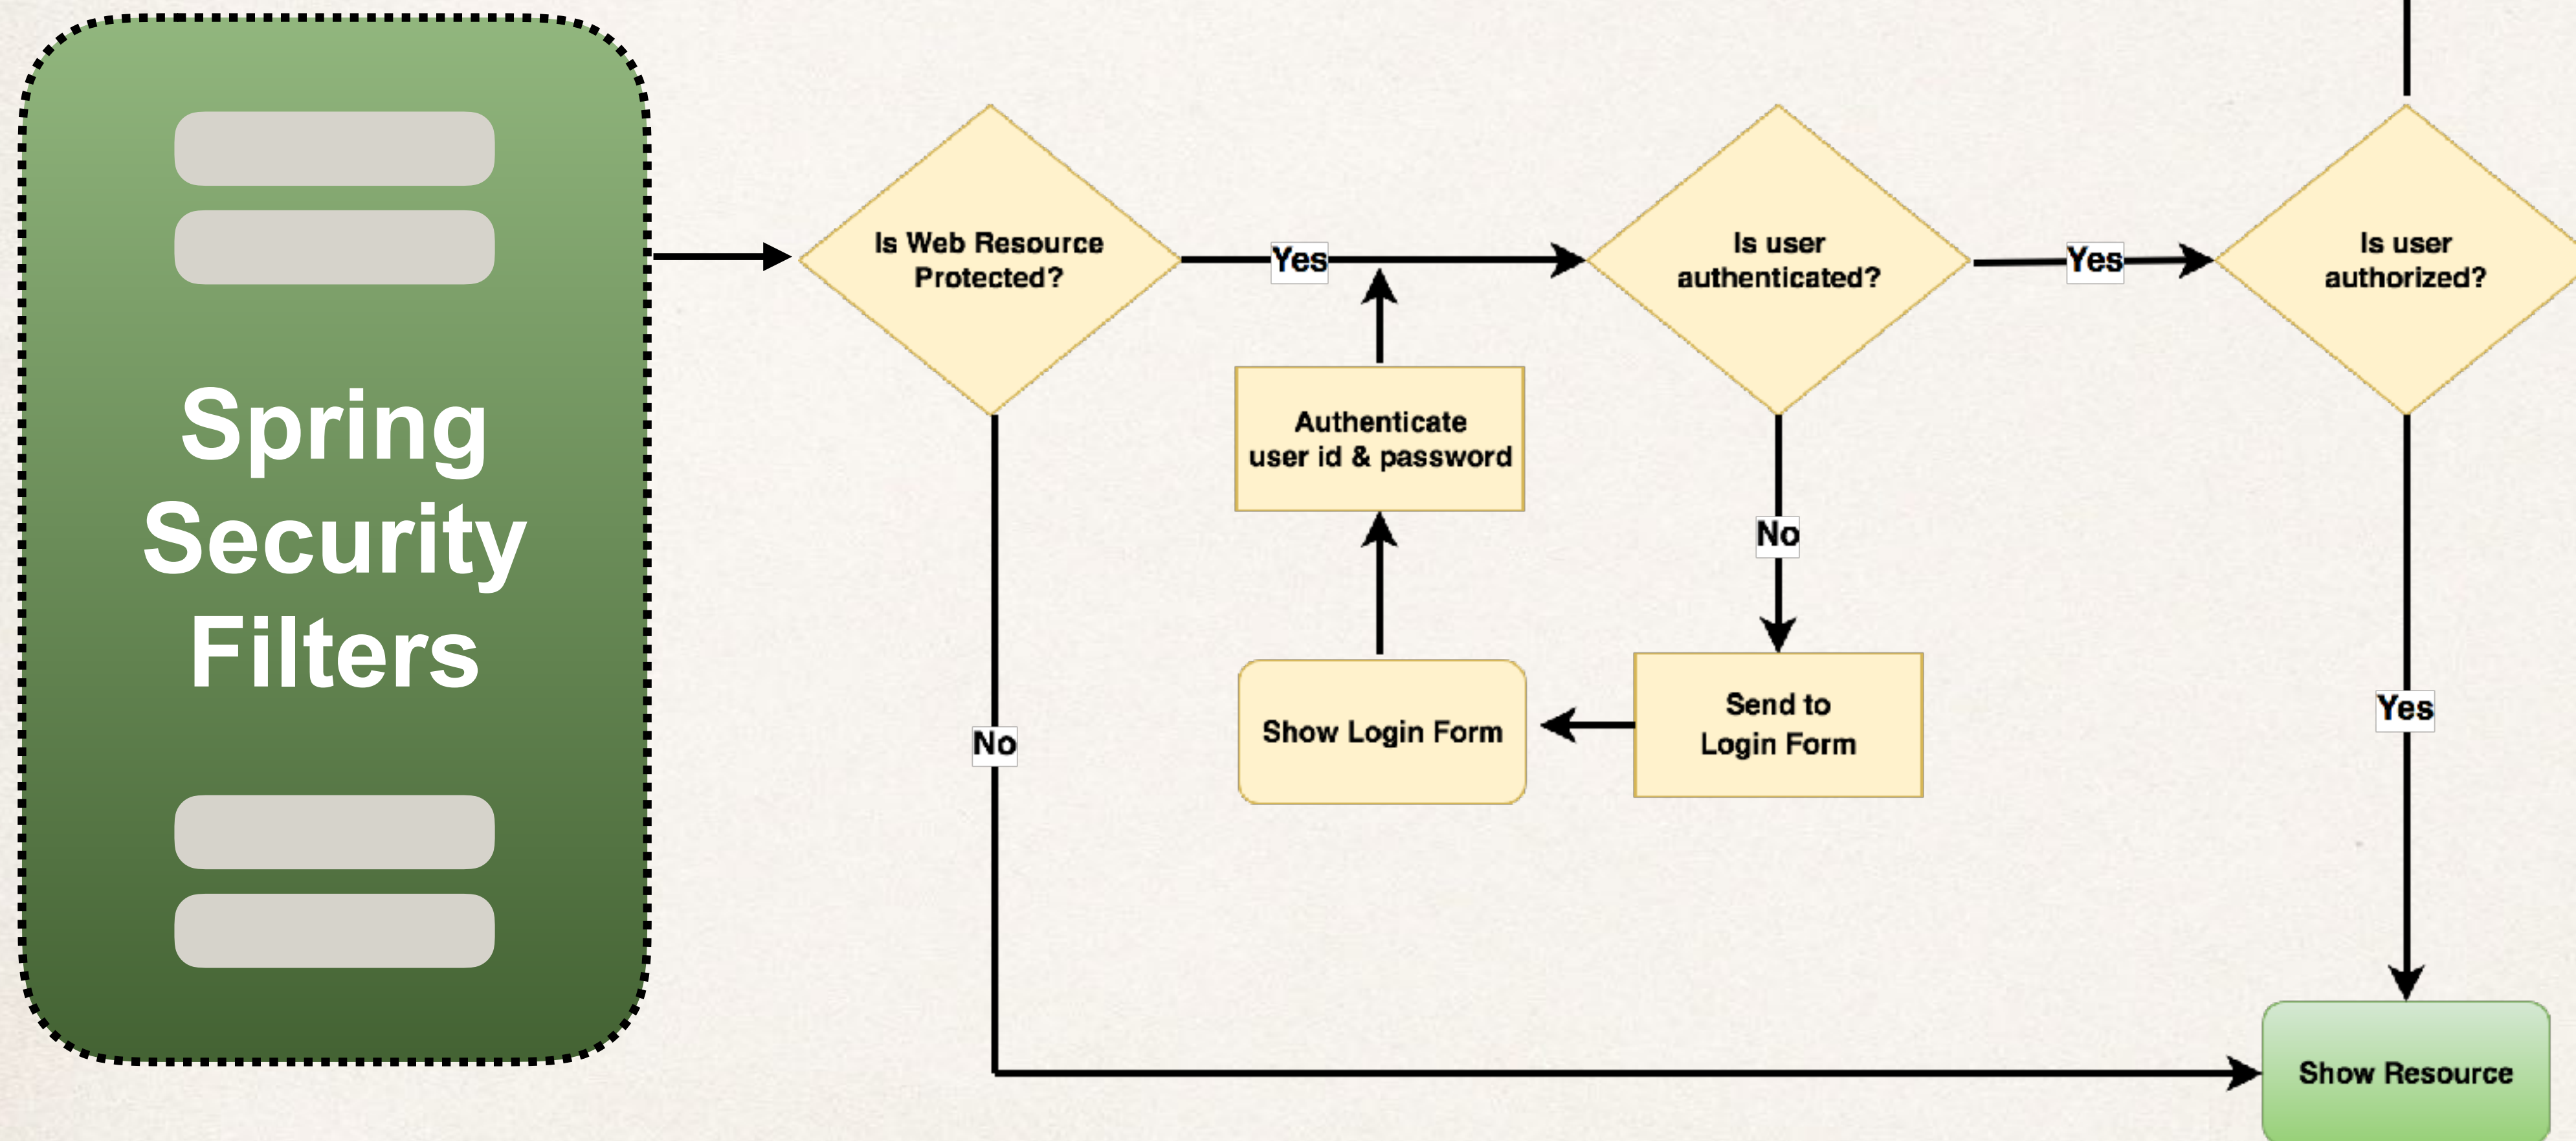 Spring
Security
Filters
Is Web Resource
Protected?
Yes
Is user
authenticated?
Yes
Is user
authorized?
Authenticate
user id & password
No
Show Login Form
Send to
Login Form
No
Yes
Show Resource